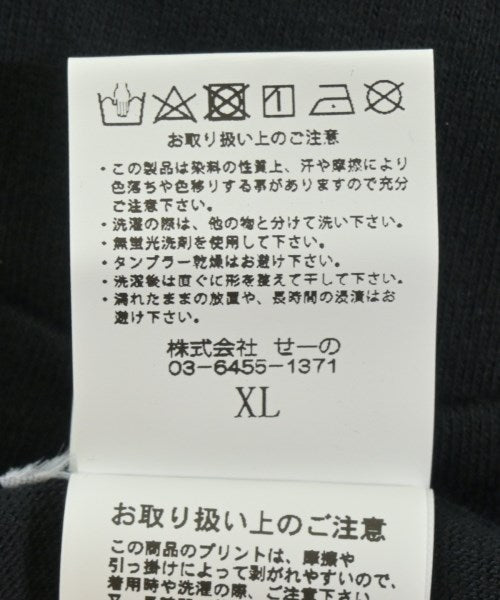 お取り扱い上のご注意
・この製品は染料の性質上、汗や摩擦により
色落ちや色移りする事がありますので充分
ご注意下さい。
・洗濯の際は、他の物と分けて洗い下さい。
・無蛍光洗剤を使用して下さい。
・タンブラー乾燥はお避け下さい。
・洗濯後は直ぐに形を整えて干して下さい。
・濡れたままの放置や、長時間の浸漬はお
避け下さい。
株式会社 せーの
03-6455-1371
XL
お取り扱い上のご注意
この商品のプリントは、摩擦や
引っ掛けによって剥がれやすいので、
着用時や洗濯の際、ご注意下さい